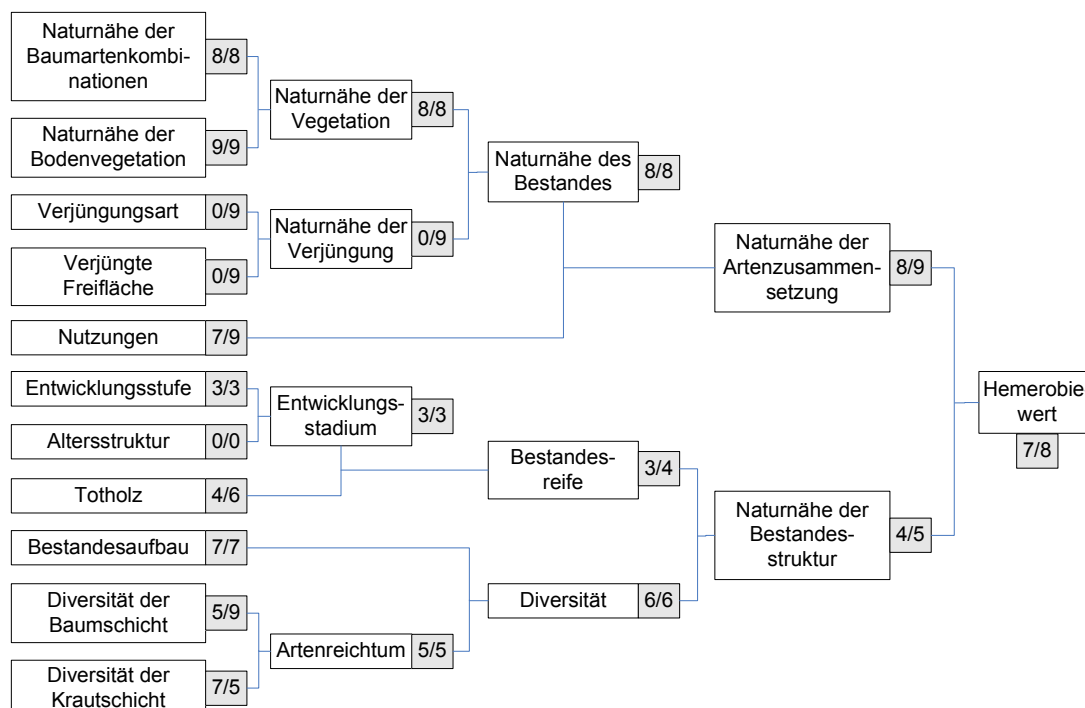 Naturnähe der
Baumartenkombi-
nationen
8/8
Naturnähe der
Bodenvegetation
9/9
Verjüngungsart
0/9
Verjüngte
Freifläche
0/9
Nutzungen
7/9
Entwicklungsstufe
3/3
Altersstruktur
0/0
Totholz
4/6
Bestandesaufbau
7/7
Diversität der
Baumschicht
5/9
Diversität der
Krautschicht
7/5
Naturnähe der
Vegetation
8/8
Naturnähe der
Verjüngung
0/9
Entwicklungs-
stadium
3/3
Artenreichtum
5/5
Naturnähe des
Bestandes
8/8
Bestandes-
reife
3/4
Diversität
6/6
Naturnähe der
Artenzusammen-
setzung
8/9
Naturnähe der
Bestandes-
struktur
4/5
Hemerobie
wert
7/8